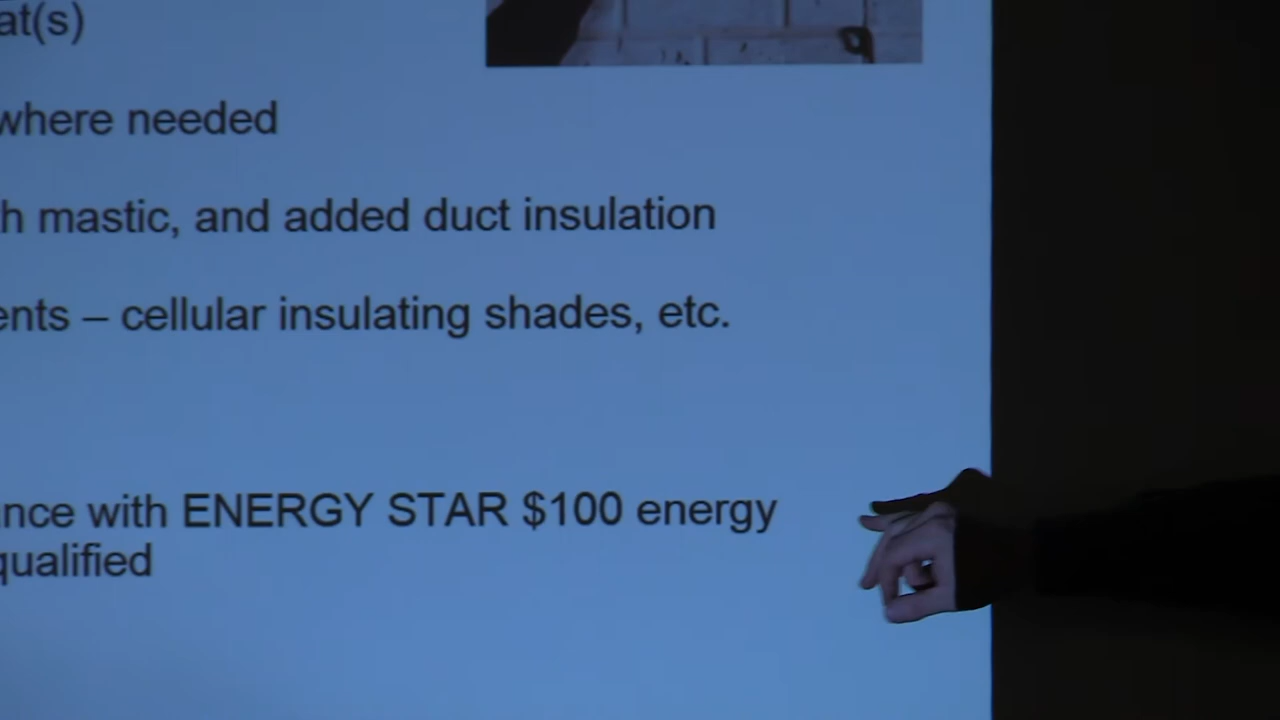 at(s)
where needed
h mastic, and added duct insulation
ents – cellular insulating shades, etc.
nce with ENERGY STAR $100 energy
qualified